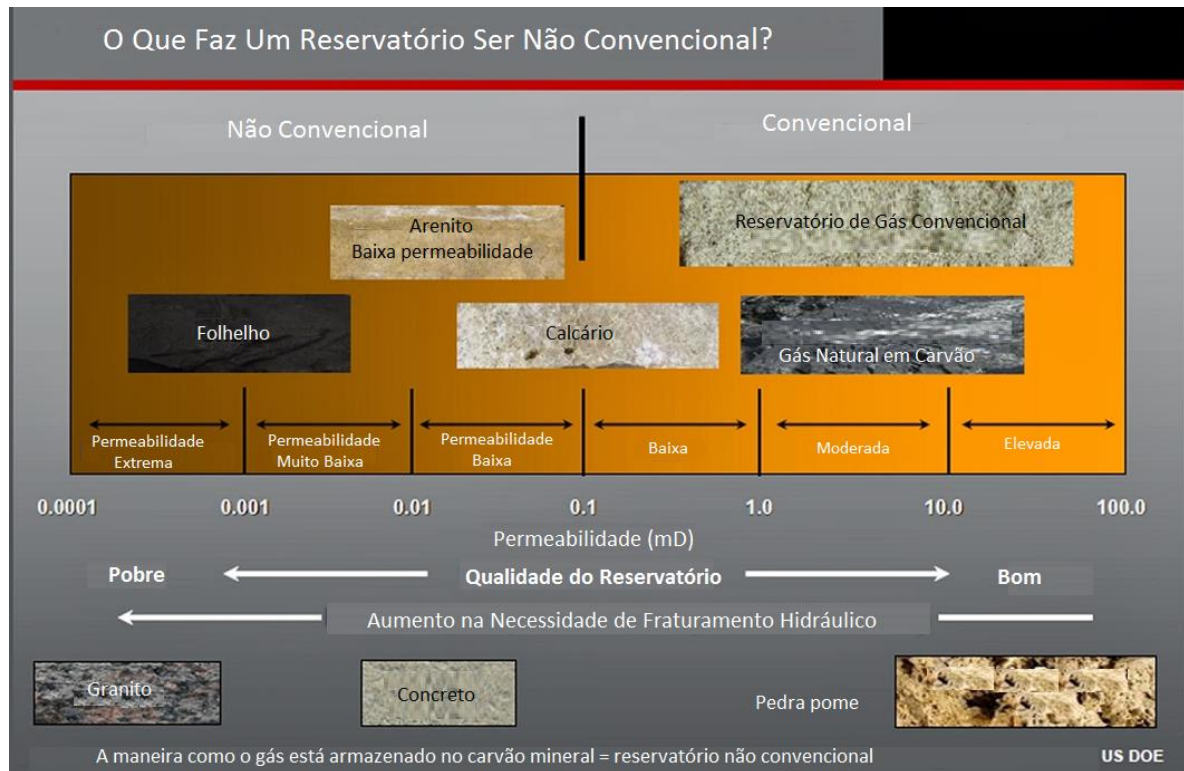 O Que Faz Um Reservatório Ser Não Convencional?
Não Convencional
Convencional
Arenito
Baixa permeabilidade
Reservatório de Gás Convencional
Folhelho
Calcário
Gás Natural em Carvão
Permeabilidade
Extrema
Permeabilidade
Muito Baixa
Permeabilidade
Baixa
Baixa
Moderada
Elevada
0.0001
0.001
0.01
0.1
1.0
10.0
100.0
Permeabilidade (mD)
Pobre
Qualidade do Reservatório
Bom
Aumento na Necessidade de Fraturamento Hidráulico
Granito
Concreto
Pedra pome
A maneira como o gás está armazenado no carvão mineral = reservatório não convencional
US DOE